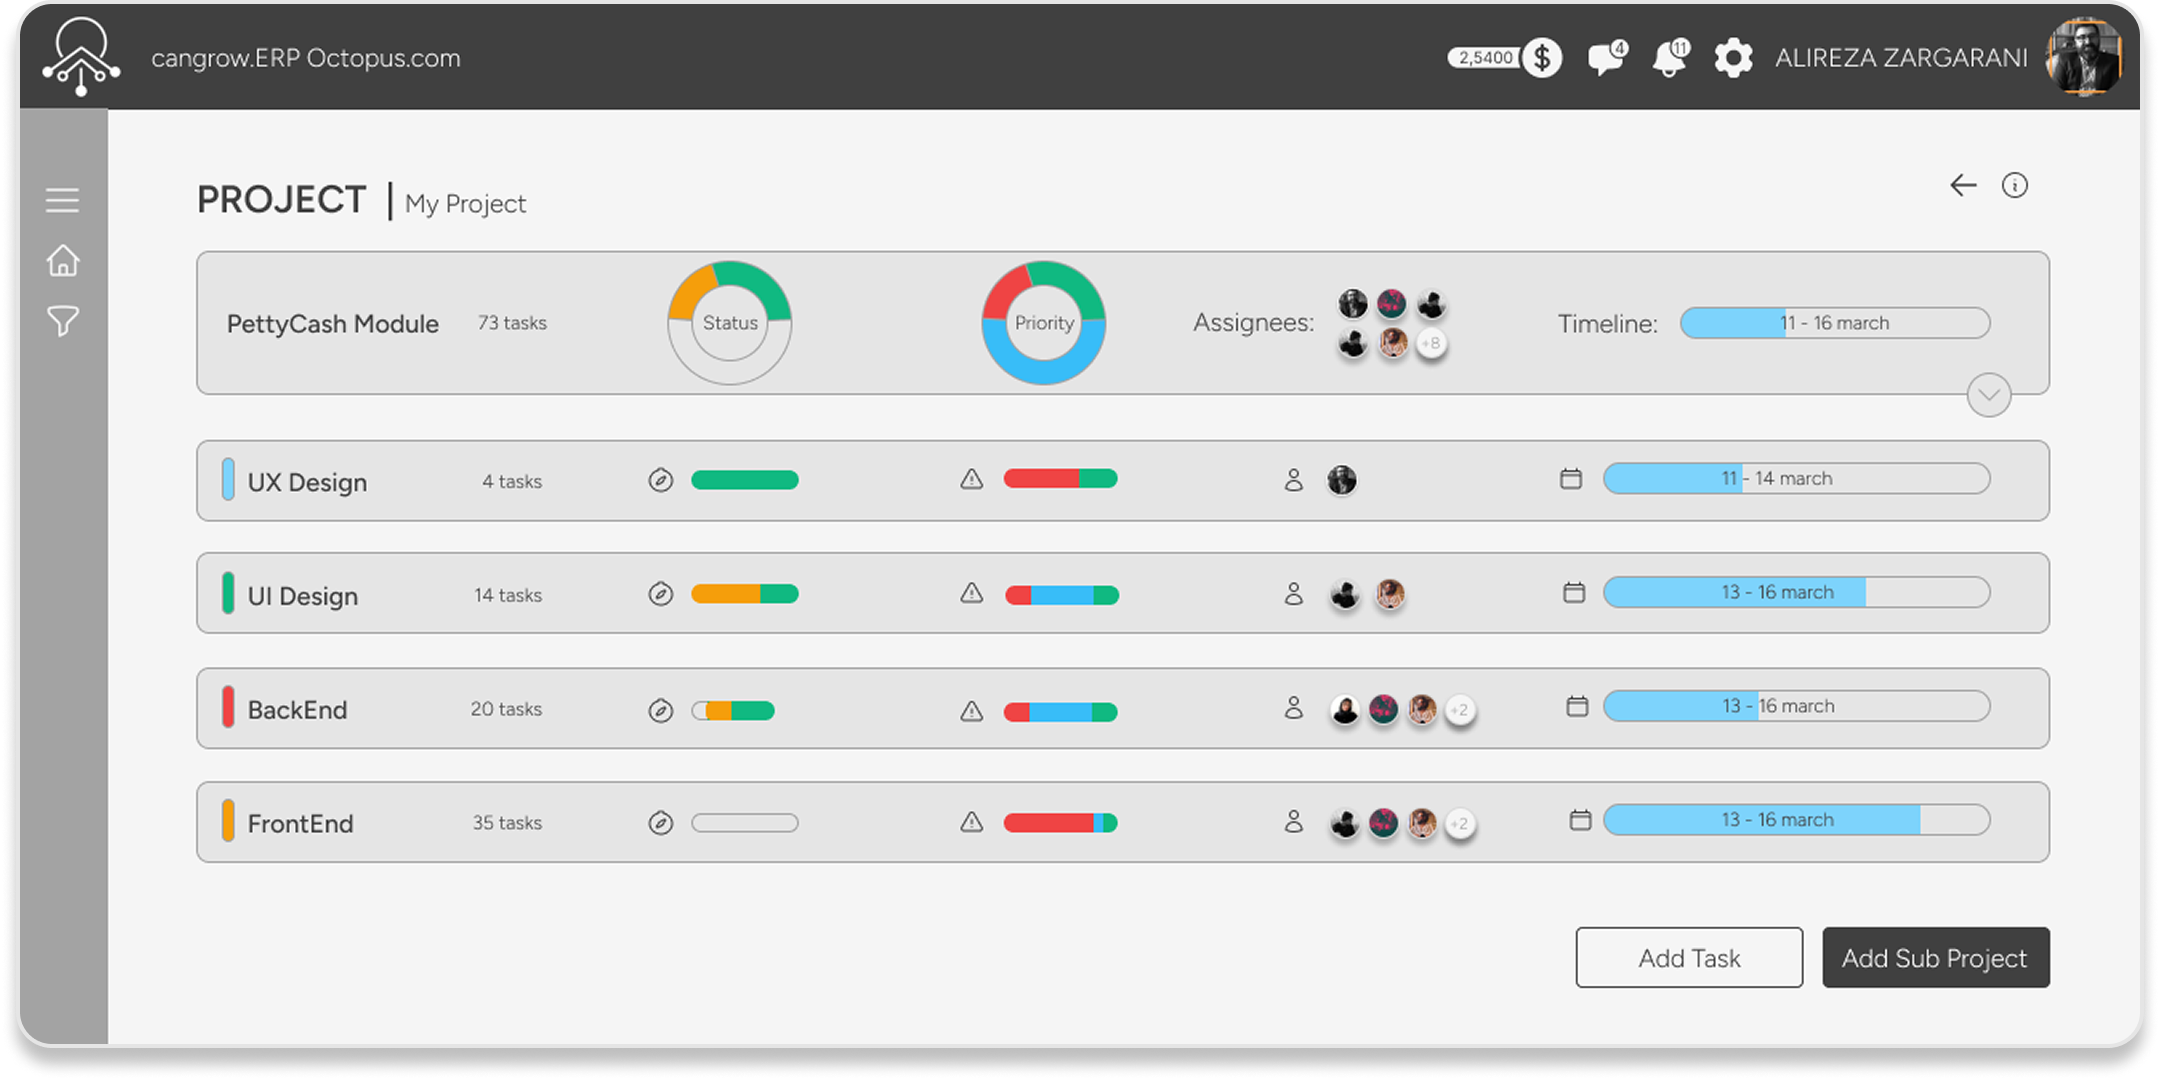 cangrow.ERP Octopus.com
2,5400 $
4
11
ALIREZA ZARGARANI
PROJECT | My Project
PettyCash Module
73 tasks
Status
Priority
Assignees:
+8
Timeline:
11 - 16 march
UX Design
4 tasks
11 - 14 march
UI Design
14 tasks
13 - 16 march
BackEnd
20 tasks
+2
13 - 16 march
FrontEnd
35 tasks
+2
13 - 16 march
Add Task
Add Sub Project